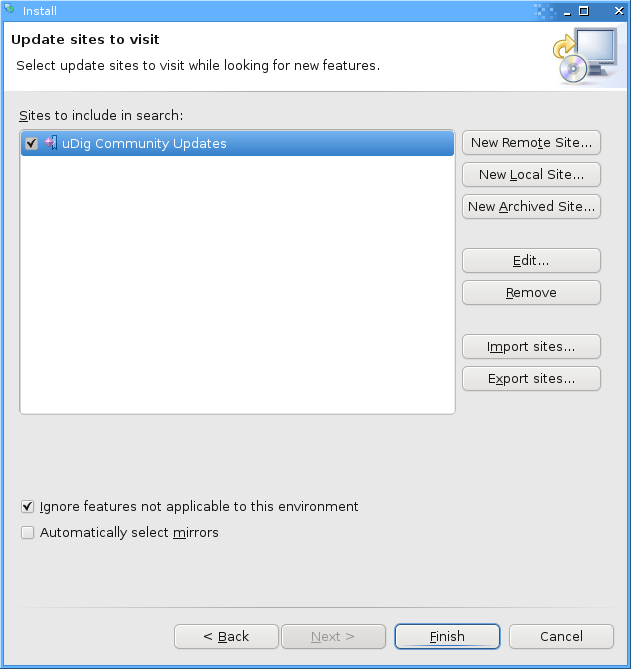 Install
Update sites to visit
Select update sites to visit while looking for new features.
Sites to include in search:
uDig Community Updates
New Remote Site...
New Local Site...
New Archived Site...
Edit...
Remove
Import sites...
Export sites...
Ignore features not applicable to this environment
Automatically select mirrors
< Back
Next >
Finish
Cancel